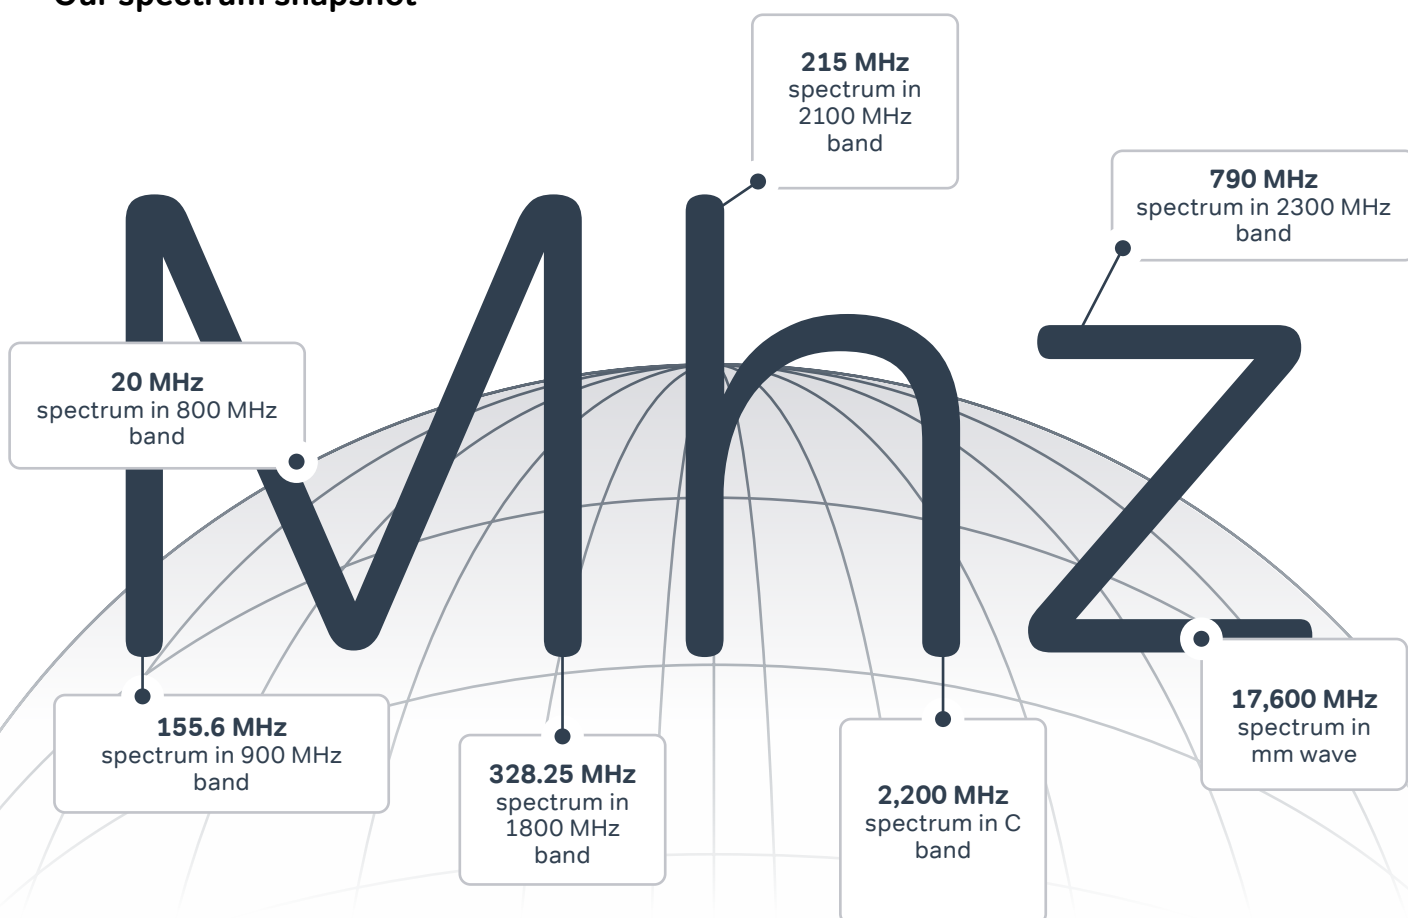 Our spectrum snapshot
215 MHz
spectrum in
2100 MHz
band
790 MHz
spectrum in 2300 MHz
band
Mhz
20 MHz
spectrum in 800 MHz
band
155.6 MHz
spectrum in 900 MHz
band
328.25 MHz
spectrum in
1800 MHz
band
2,200 MHz
spectrum in C
band
17,600 MHz
spectrum in
mm wave